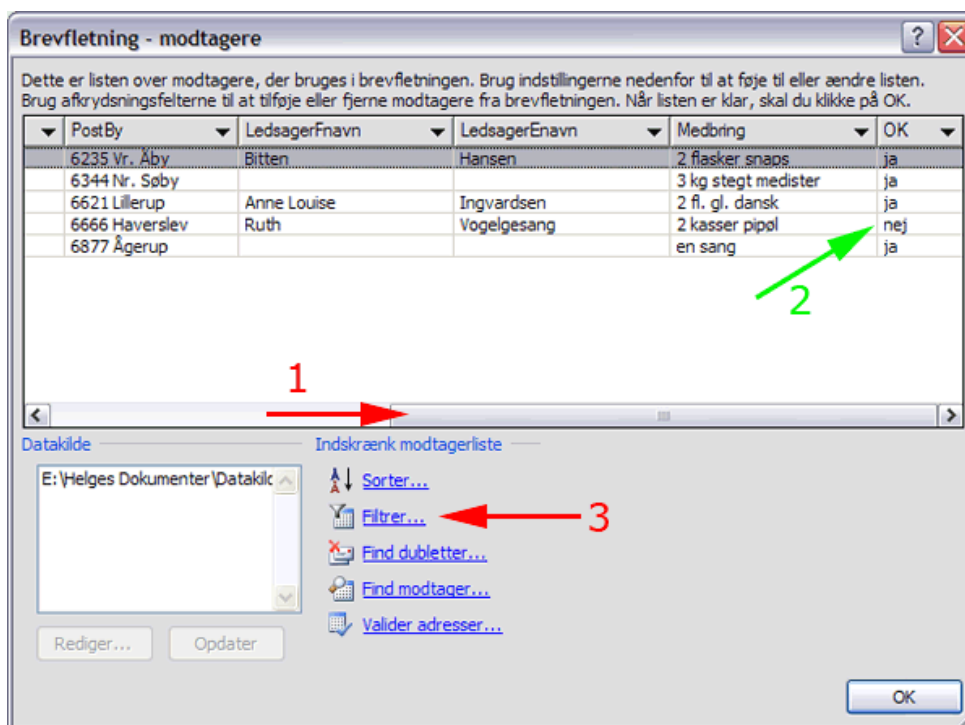 Brevfletning - modtagere
Dette er listen over modtagere, der bruges i brevfletningen. Brug indstillingerne nedenfor til at føje til eller ændre listen.
Brug afkrydsningsfelterne til at tilføje eller fjerne modtagere fra brevfletningen. Når listen er klar, skal du klikke på OK.
PostBy LedsagerFnavn LedsagerEnavn Medbring OK
6235 Vr. Åby Bitten Hansen 2 flasker snaps ja
6344 Nr. Søby 3 kg stegt medister ja
6621 Lillerup Anne Louise Ingvardsen 2 fl. gl. dansk ja
6666 Haverslev Ruth Vogelgesang 2 kasser pipøl nej
6877 Ågerup en sang ja
2
1
Datakilde Indskrænk modtagerliste
E:\Helges Dokumenter\Datakilc
Sorter...
Filtrer... 3
Find dubletter...
Find modtager...
Valider adresser...
Rediger... Opdater
OK